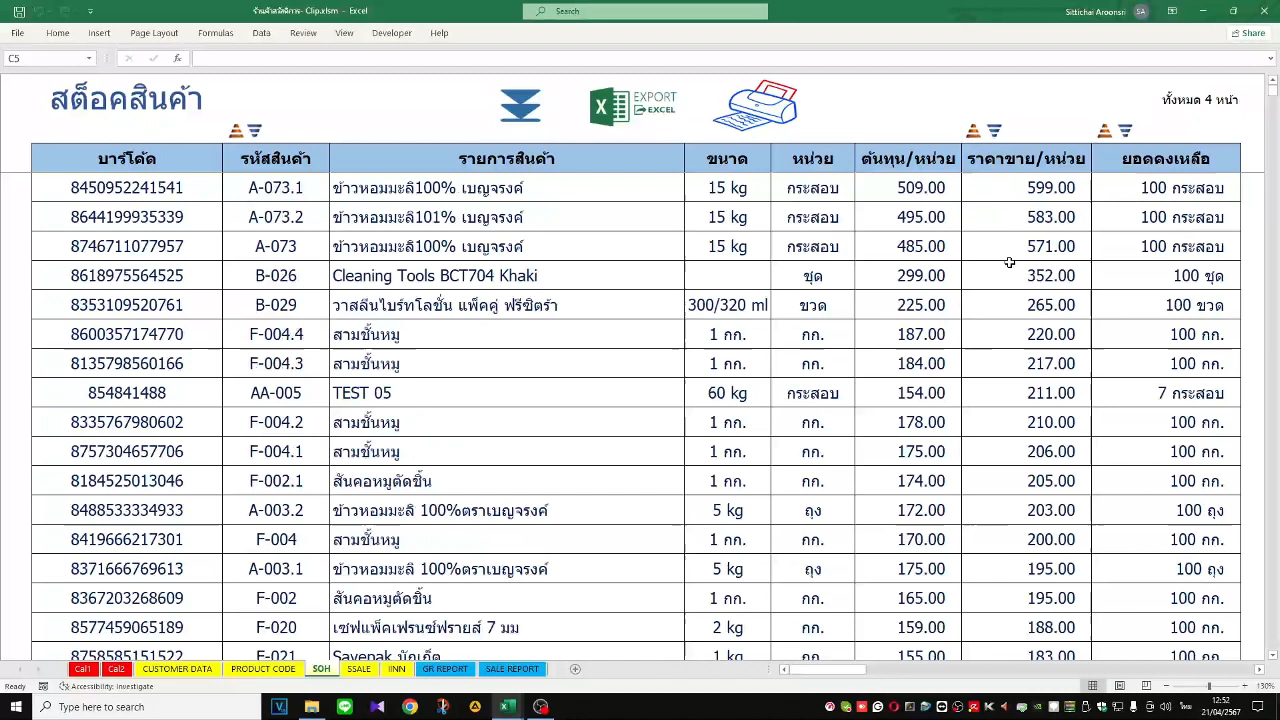 ร้านค้าสวัสดิการ- Clip.xlsm - Excel
Search
Sittichai Aroonsri
SA
File Home Insert Page Layout Formulas Data Review View Developer Help
Share
C5
fx
สต็อคสินค้า
EXPORT
EXCEL
ทั้งหมด 4 หน้า
บาร์โค้ด รหัสสินค้า รายการสินค้า ขนาด หน่วย ต้นทุน/หน่วย ราคาขาย/หน่วย ยอดคงเหลือ
8450952241541 A-073.1 ข้าวหอมมะลิ100% เบญจรงค์ 15 kg กระสอบ 509.00 599.00 100 กระสอบ
8644199935339 A-073.2 ข้าวหอมมะลิ101% เบญจรงค์ 15 kg กระสอบ 495.00 583.00 100 กระสอบ
8746711077957 A-073 ข้าวหอมมะลิ100% เบญจรงค์ 15 kg กระสอบ 485.00 571.00 100 กระสอบ
8618975564525 B-026 Cleaning Tools BCT704 Khaki ชุด 299.00 352.00 100 ชุด
8353109520761 B-029 วาสลีนไบร์ทโลชั่น แพ็คคู่ ฟรีซิตร้า 300/320 ml ขวด 225.00 265.00 100 ขวด
8600357174770 F-004.4 สามชั้นหมู 1 กก. กก. 187.00 220.00 100 กก.
8135798560166 F-004.3 สามชั้นหมู 1 กก. กก. 184.00 217.00 100 กก.
854841488 AA-005 TEST 05 60 kg กระสอบ 154.00 211.00 7 กระสอบ
8335767980602 F-004.2 สามชั้นหมู 1 กก. กก. 178.00 210.00 100 กก.
8757304657706 F-004.1 สามชั้นหมู 1 กก. กก. 175.00 206.00 100 กก.
8184525013046 F-002.1 สันคอหมูตัดชิ้น 1 กก. กก. 174.00 205.00 100 กก.
8488533334933 A-003.2 ข้าวหอมมะลิ 100%ตราเบญจรงค์ 5 kg ถุง 172.00 203.00 100 ถุง
8419666217301 F-004 สามชั้นหมู 1 กก. กก. 170.00 200.00 100 กก.
8371666769613 A-003.1 ข้าวหอมมะลิ 100%ตราเบญจรงค์ 5 kg ถุง 175.00 195.00 100 ถุง
8367203268609 F-002 สันคอหมูตัดชิ้น 1 กก. กก. 165.00 195.00 100 กก.
8577459065189 F-020 เซฟแพ็คเฟรนซ์ฟรายส์ 7 มม 2 kg กก. 159.00 188.00 100 กก.
8758585151522 F-021 Savepak นักเก็ต 1 kg กก. 155.00 183.00 100 กก.
Cal1 Cal2 CUSTOMER DATA PRODUCT CODE SOH SSALE IINN GR REPORT SALE REPORT
Ready Accessibility: Investigate 130%
Type here to search
12:52
21/04/2567